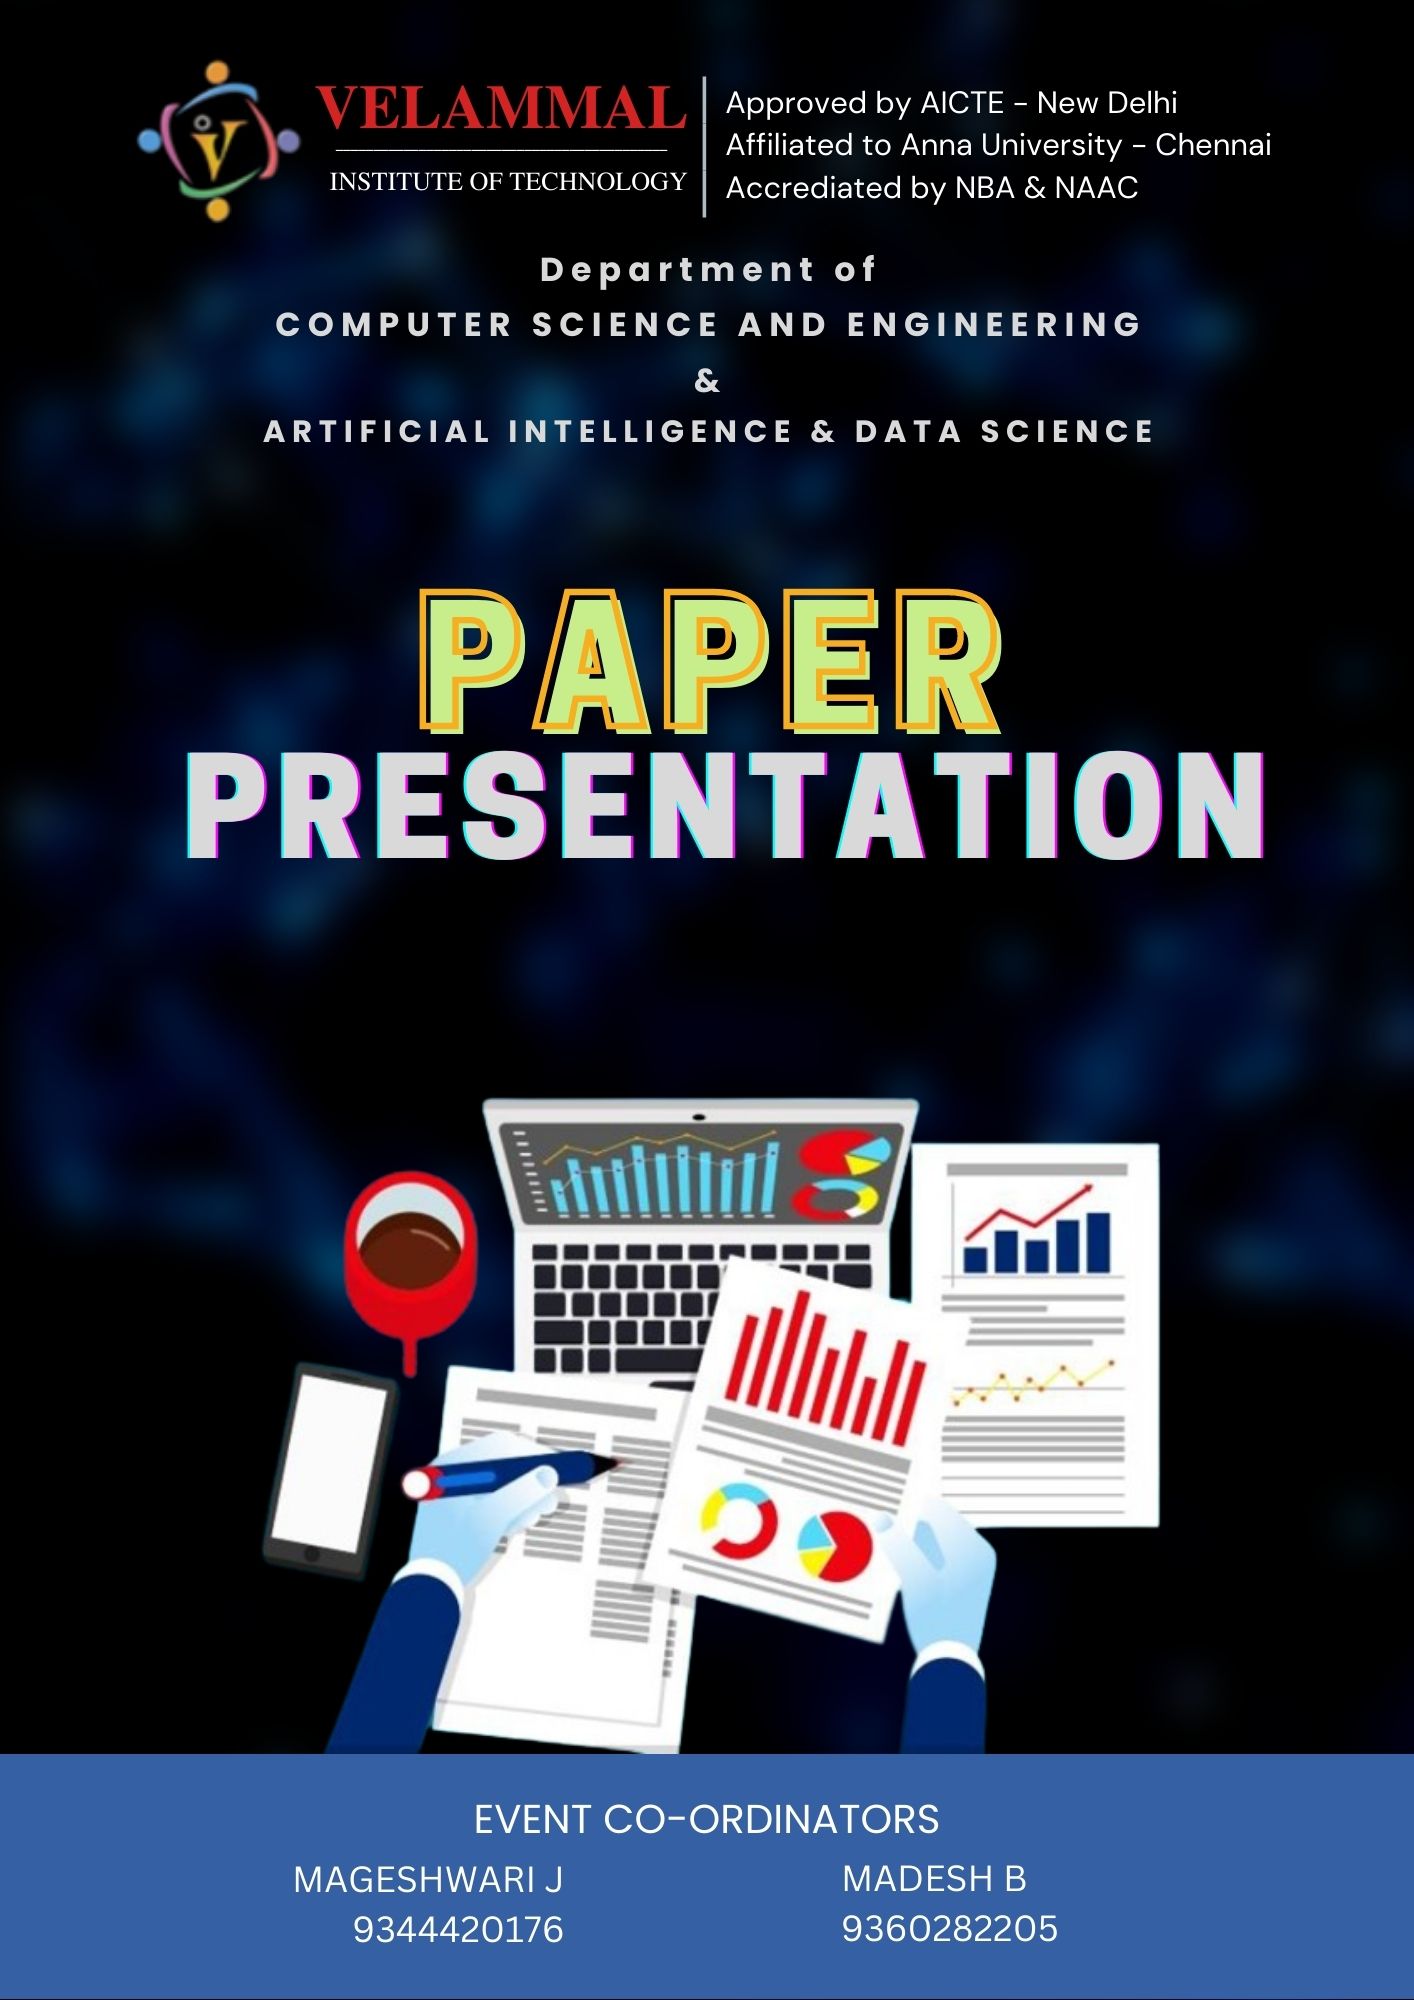 VELAMMAL
INSTITUTE OF TECHNOLOGY
Approved by AICTE - New Delhi
Affiliated to Anna University - Chennai
Accrediated by NBA & NAAC
Department of
COMPUTER SCIENCE AND ENGINEERING
&
ARTIFICIAL INTELLIGENCE & DATA SCIENCE
PAPER
PRESENTATION
EVENT CO-ORDINATORS
MAGESHWARI J
9344420176
MADESH B
9360282205